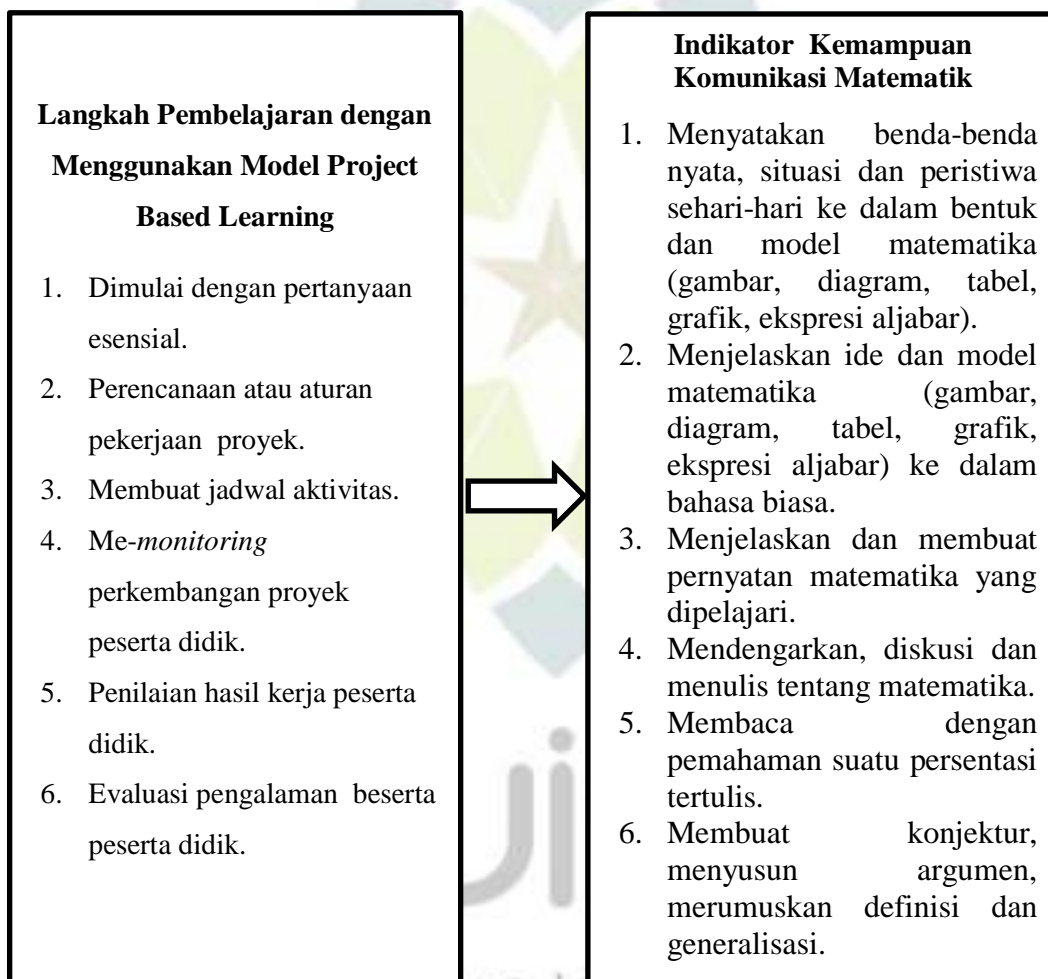 Langkah Pembelajaran dengan
Menggunakan Model Project
Based Learning
1. Dimulai dengan pertanyaan
esensial.
2. Perencanaan atau aturan
pekerjaan proyek.
3. Membuat jadwal aktivitas.
4. Me-monitoring
perkembangan proyek
peserta didik.
5. Penilaian hasil kerja peserta
didik.
6. Evaluasi pengalaman beserta
peserta didik.
Indikator Kemampuan
Komunikasi Matematik
1. Menyatakan benda-benda
nyata, situasi dan peristiwa
sehari-hari ke dalam bentuk
dan model matematika
(gambar, diagram, tabel,
grafik, ekspresi aljabar).
2. Menjelaskan ide dan model
matematika (gambar,
diagram, tabel, grafik,
ekspresi aljabar) ke dalam
bahasa biasa.
3. Menjelaskan dan membuat
pernyatan matematika yang
dipelajari.
4. Mendengarkan, diskusi dan
menulis tentang matematika.
5. Membaca dengan
pemahaman suatu persentasi
tertulis.
6. Membuat konjektur,
menyusun argumen,
merumuskan definisi dan
generalisasi.